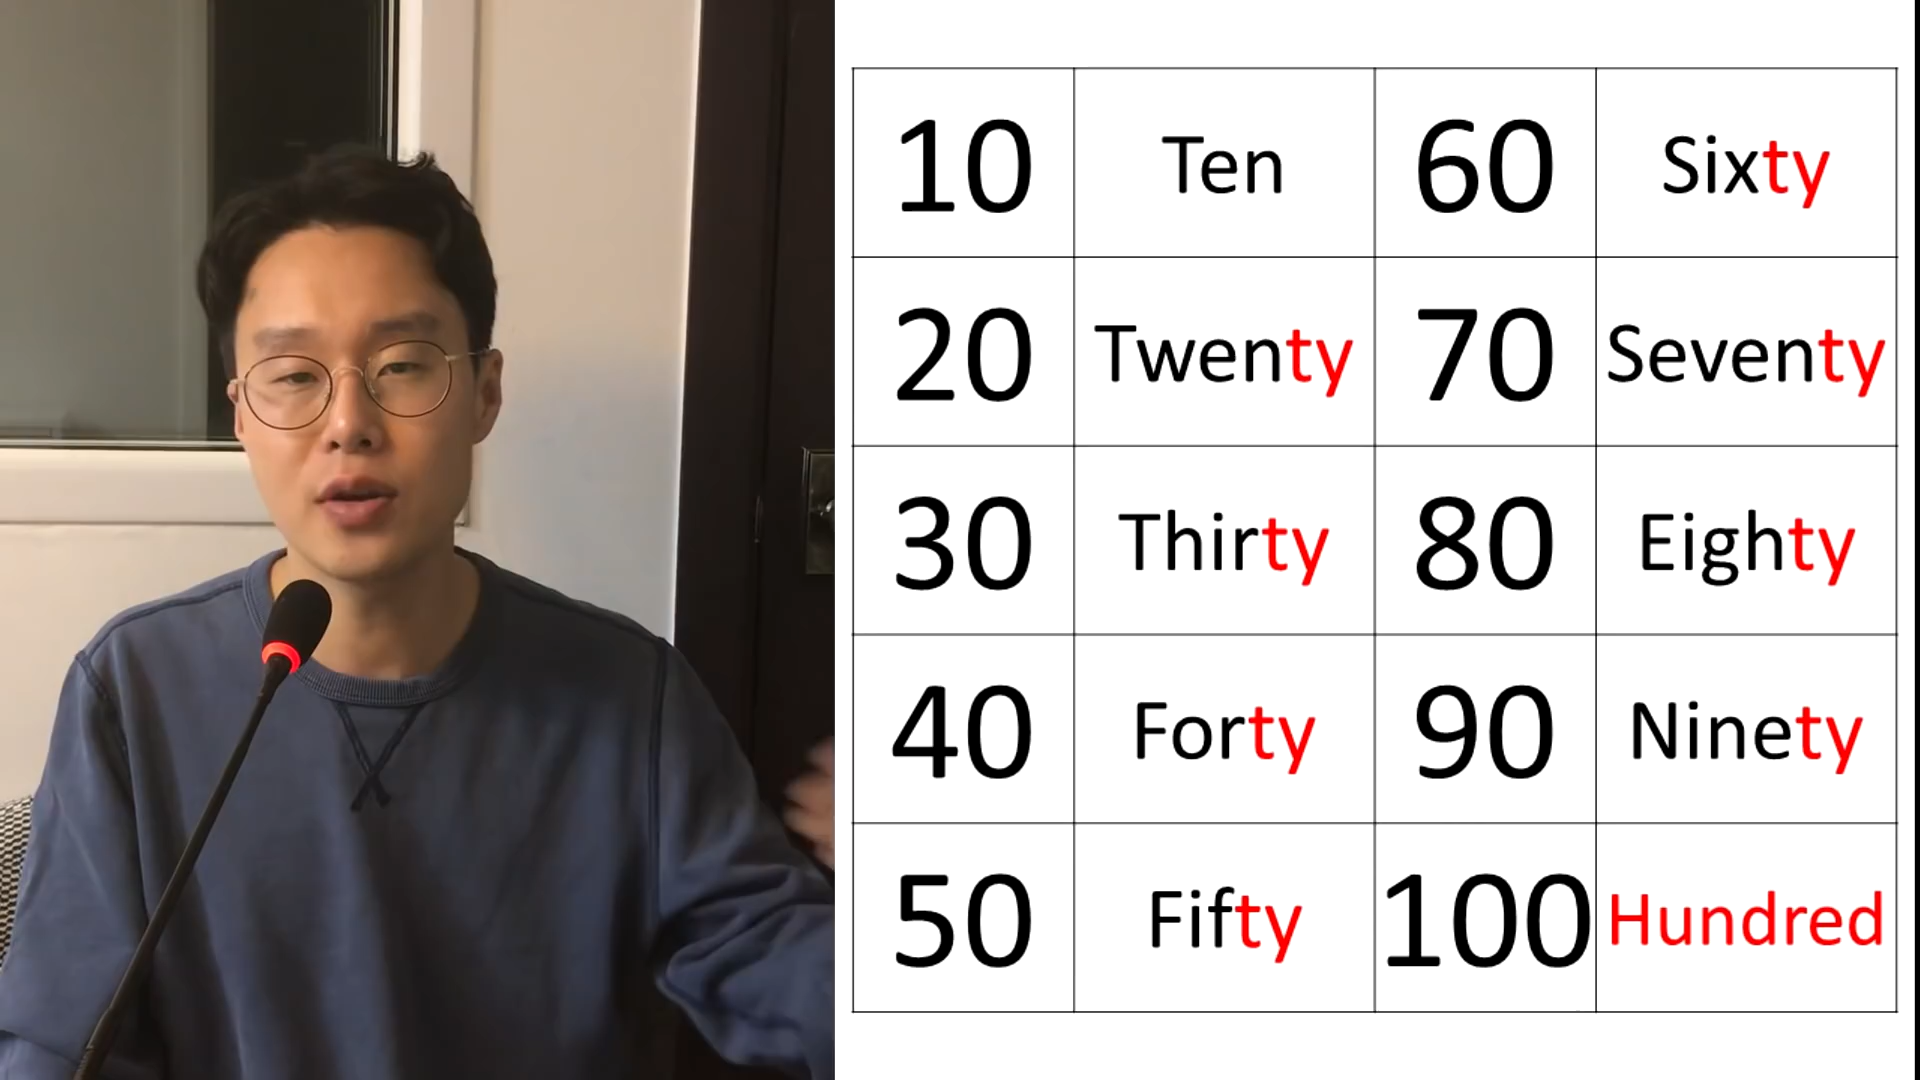 10 Ten 60 Sixty
20 Twenty 70 Seventy
30 Thirty 80 Eighty
40 Forty 90 Ninety
50 Fifty 100 Hundred